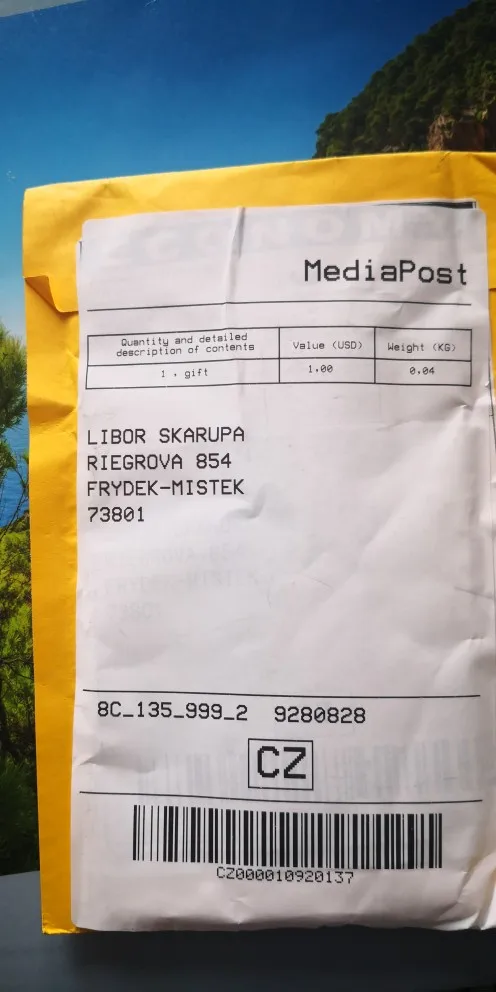 MediaPost
Quantity and detailed
description of contents
Value (USD)
Weight (KG)
1 . gift
1.00
0.04
LIBOR SKARUPA
RIEGROVA 854
FRYDEK-MISTEK
73801
8C_135_999_2 9280828
CZ
CZ000010920137